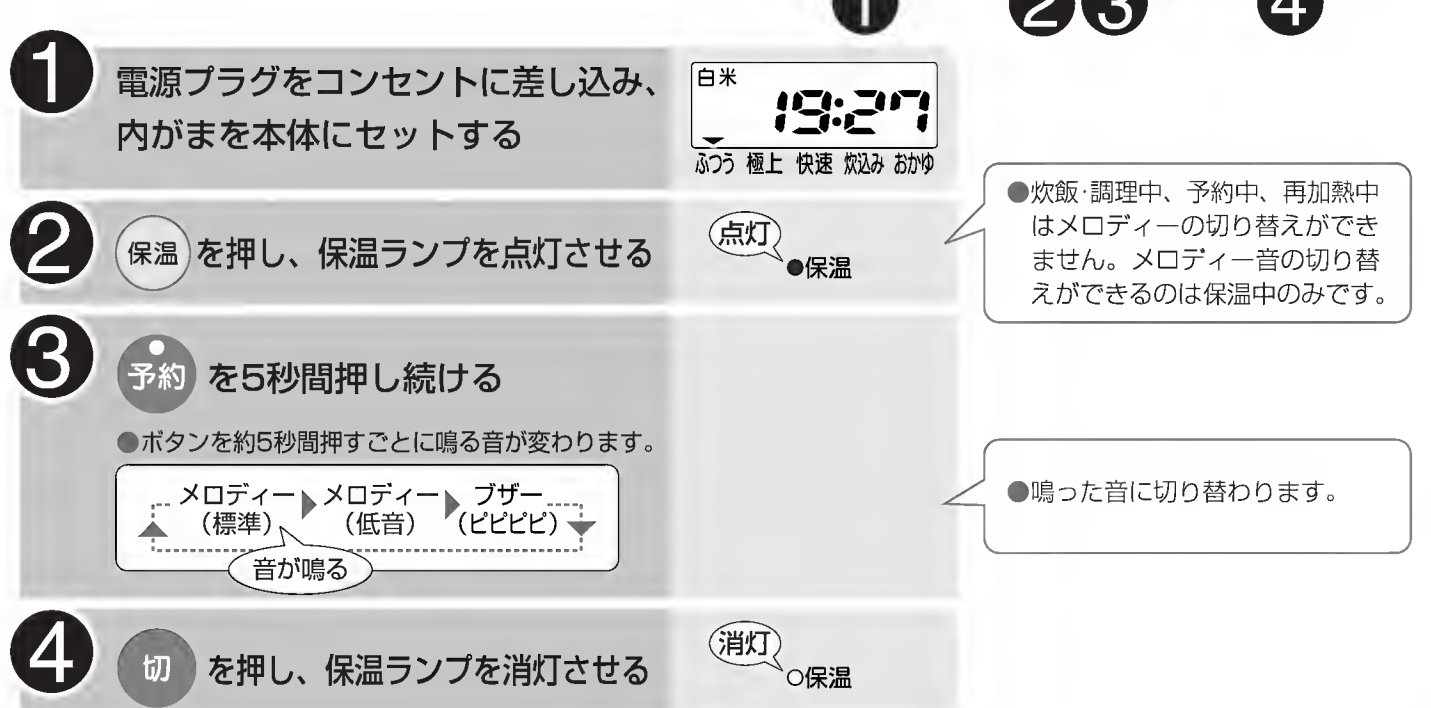 ❶ ❷❸ ❹
❶ 電源プラグをコンセントに差し込み、
内がまを本体にセットする
白米
19:27
ふつう 極上 快速 炊込み おかゆ
❷ 保温 を押し、保温ランプを点灯させる
点灯
●保温
●炊飯·調理中、予約中、再加熱中
はメロディーの切り替えができ
ません。メロディー音の切り替
えができるのは保温中のみです。
❸ 予約 を5秒間押し続ける
●ボタンを約5秒間押すごとに鳴る音が変わります。
メロディー▶メロディー▶ブザー
(標準) (低音) (ピピピピ)
音が鳴る
●鳴った音に切り替わります。
❹ 切 を押し、保温ランプを消灯させる
消灯
○保温